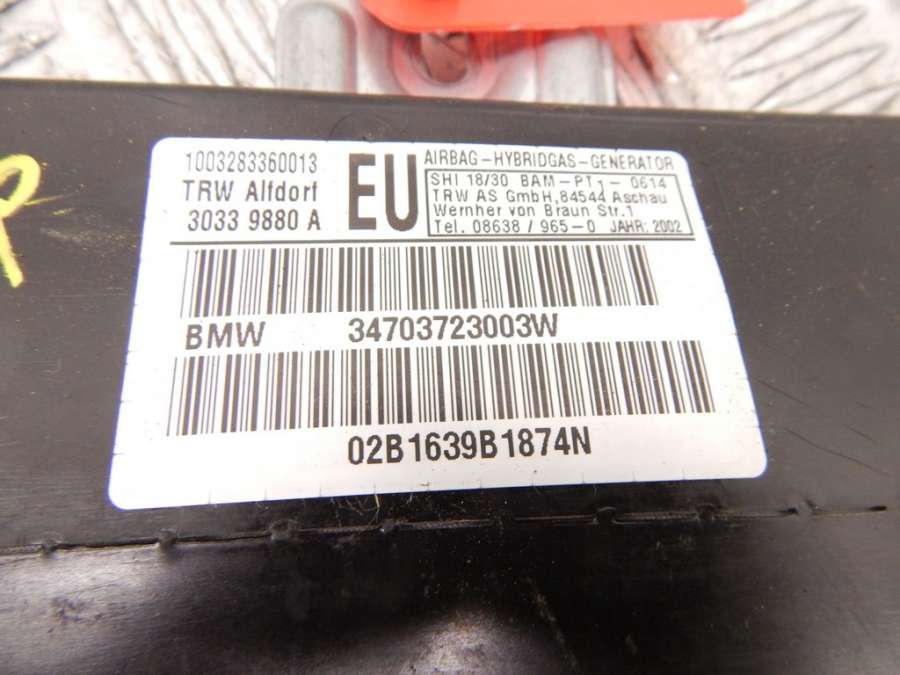 1003283360013
TRW Alfdorf
3033 9880 A
EU
AIRBAG-HYBRIDGAS-GENERATOR
SHI 18/30 BAM-PT1- 0614
TRW AS GmbH,84544 Aschau
Wernher von Braun Str.1
Tel. 08638/965-0 JAHR: 2002
BMW 34703723003W
02B1639B1874N